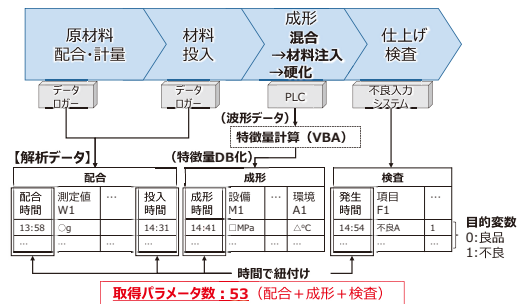 原材料
配合・計量
材料
投入
成形
混合
→材料注入
→硬化
仕上げ
検査
データ
ロガー
データ
ロガー
PLC
不良入力
システム
（波形データ）
特徴量計算（VBA）
【解析データ】
（特徴量DB化）
配合
成形
検査
配合
時間
測定値
W1
…
投入
時間
成形
時間
設備
M1
…
環境
A1
発生
時間
項目
F1
…
13:58
○g
14:31
14:41
□MPa
△℃
14:54
不良A
1
…
…
…
…
…
…
…
…
…
目的変数
0:良品
1:不良
時間で紐付け
取得パラメータ数：53（配合＋成形＋検査）